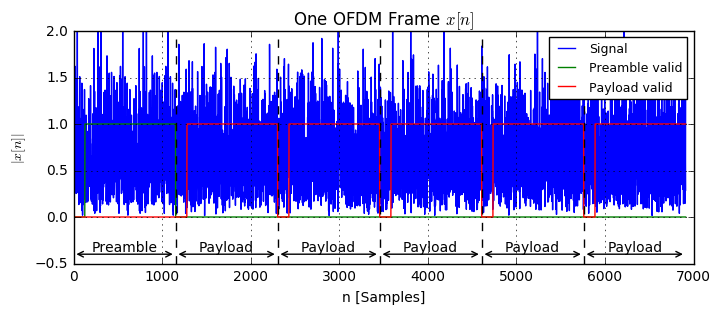 One OFDM Frame x[n]
2.0
1.5
1.0
0.5
0.0
−0.5
|x[n]|
Signal
Preamble valid
Payload valid
Preamble Payload Payload Payload Payload Payload
0 1000 2000 3000 4000 5000 6000 7000
n [Samples]